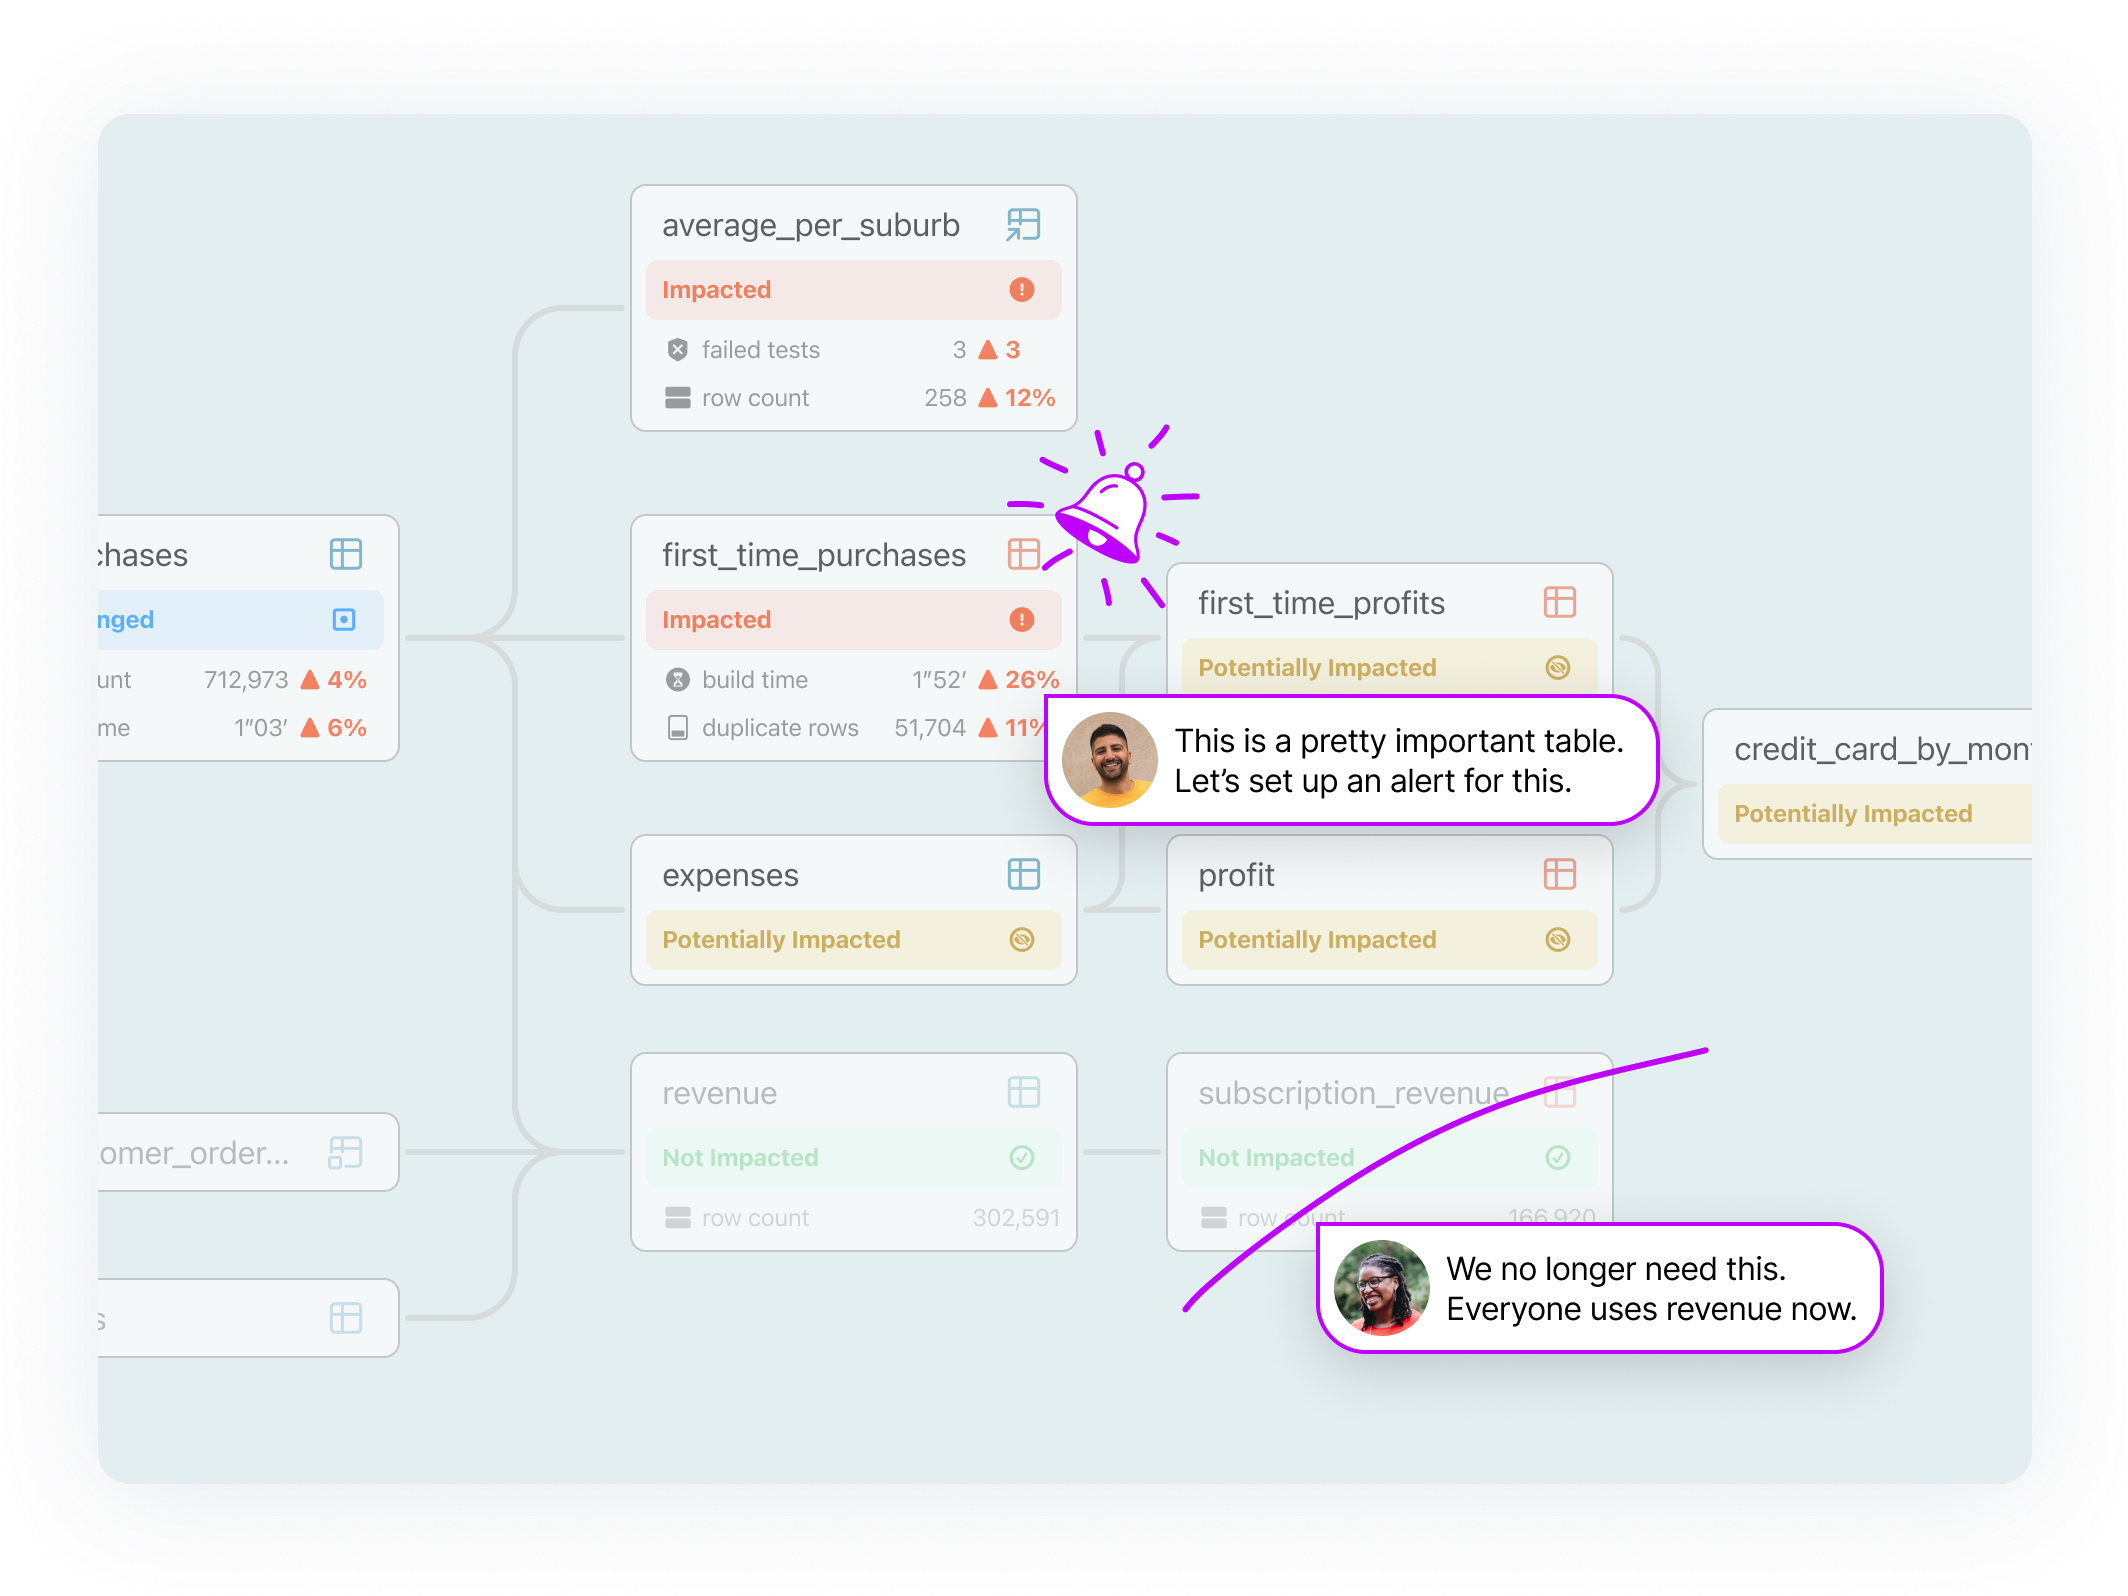 average_per_suburb
Impacted
failed tests 3 3
row count 258 12%
chases
nged
unt 712,973 4%
me 1”03’ 6%
first_time_purchases
Impacted
build time 1”52’ 26%
duplicate rows 51,704 11%
first_time_profits
Potentially Impacted
This is a pretty important table.
Let’s set up an alert for this.
credit_card_by_mon
Potentially Impacted
expenses
Potentially Impacted
profit
Potentially Impacted
omer_order...
s
revenue
Not Impacted
row count 302,591
subscription_revenue
Not Impacted
row count 166,920
We no longer need this.
Everyone uses revenue now.